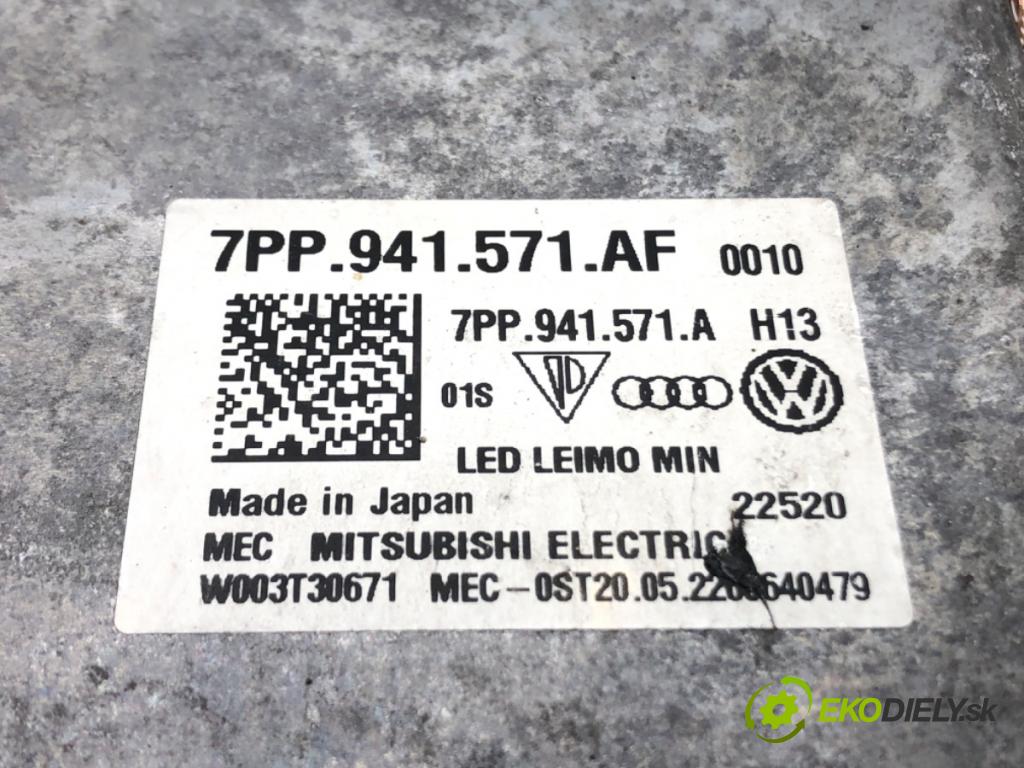 7PP.941.571.AF 0010
7PP.941.571.A H13
01S
LED LEIMO MIN
Made in Japan 22520
MEC MITSUBISHI ELECTRIC
W003T30671 MEC-0ST20.05.22
EKODIELY.sk